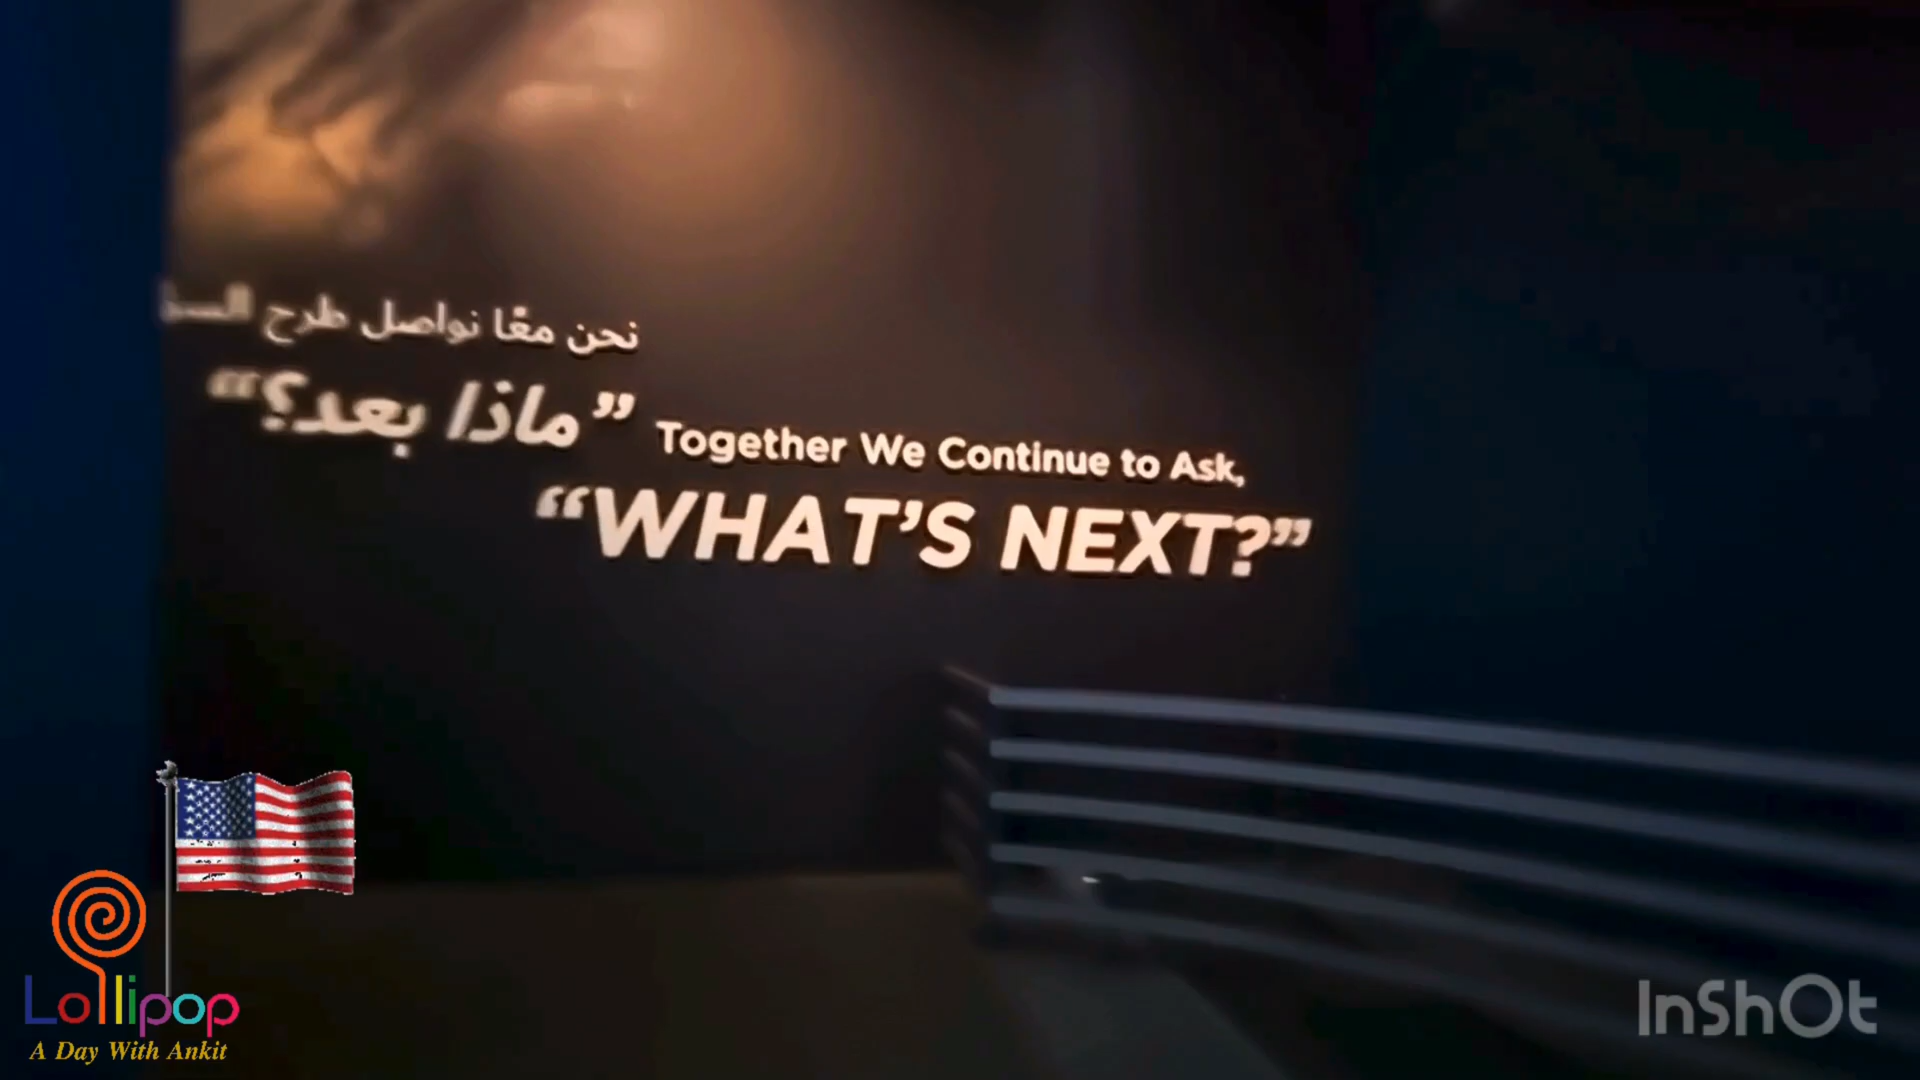 نحن معًا نواصل طرح
”ماذا بعد؟“
Together We Continue to Ask,
“WHAT’S NEXT?”
Lollipop
A Day With Ankit
InShOt